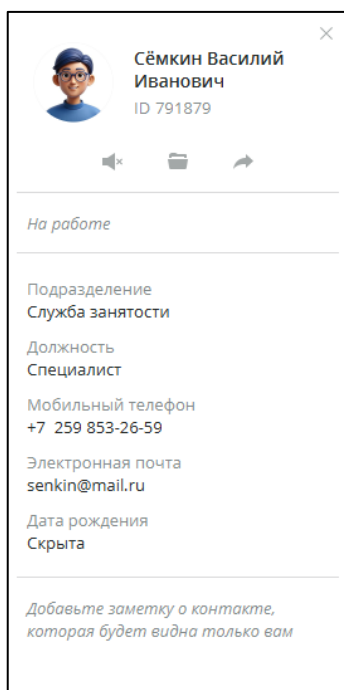 Сёмкин Василий
Иванович
ID 791879
На работе
Подразделение
Служба занятости
Должность
Специалист
Мобильный телефон
+7 259 853-26-59
Электронная почта
senkin@mail.ru
Дата рождения
Скрыта
Добавьте заметку о контакте,
которая будет видна только вам